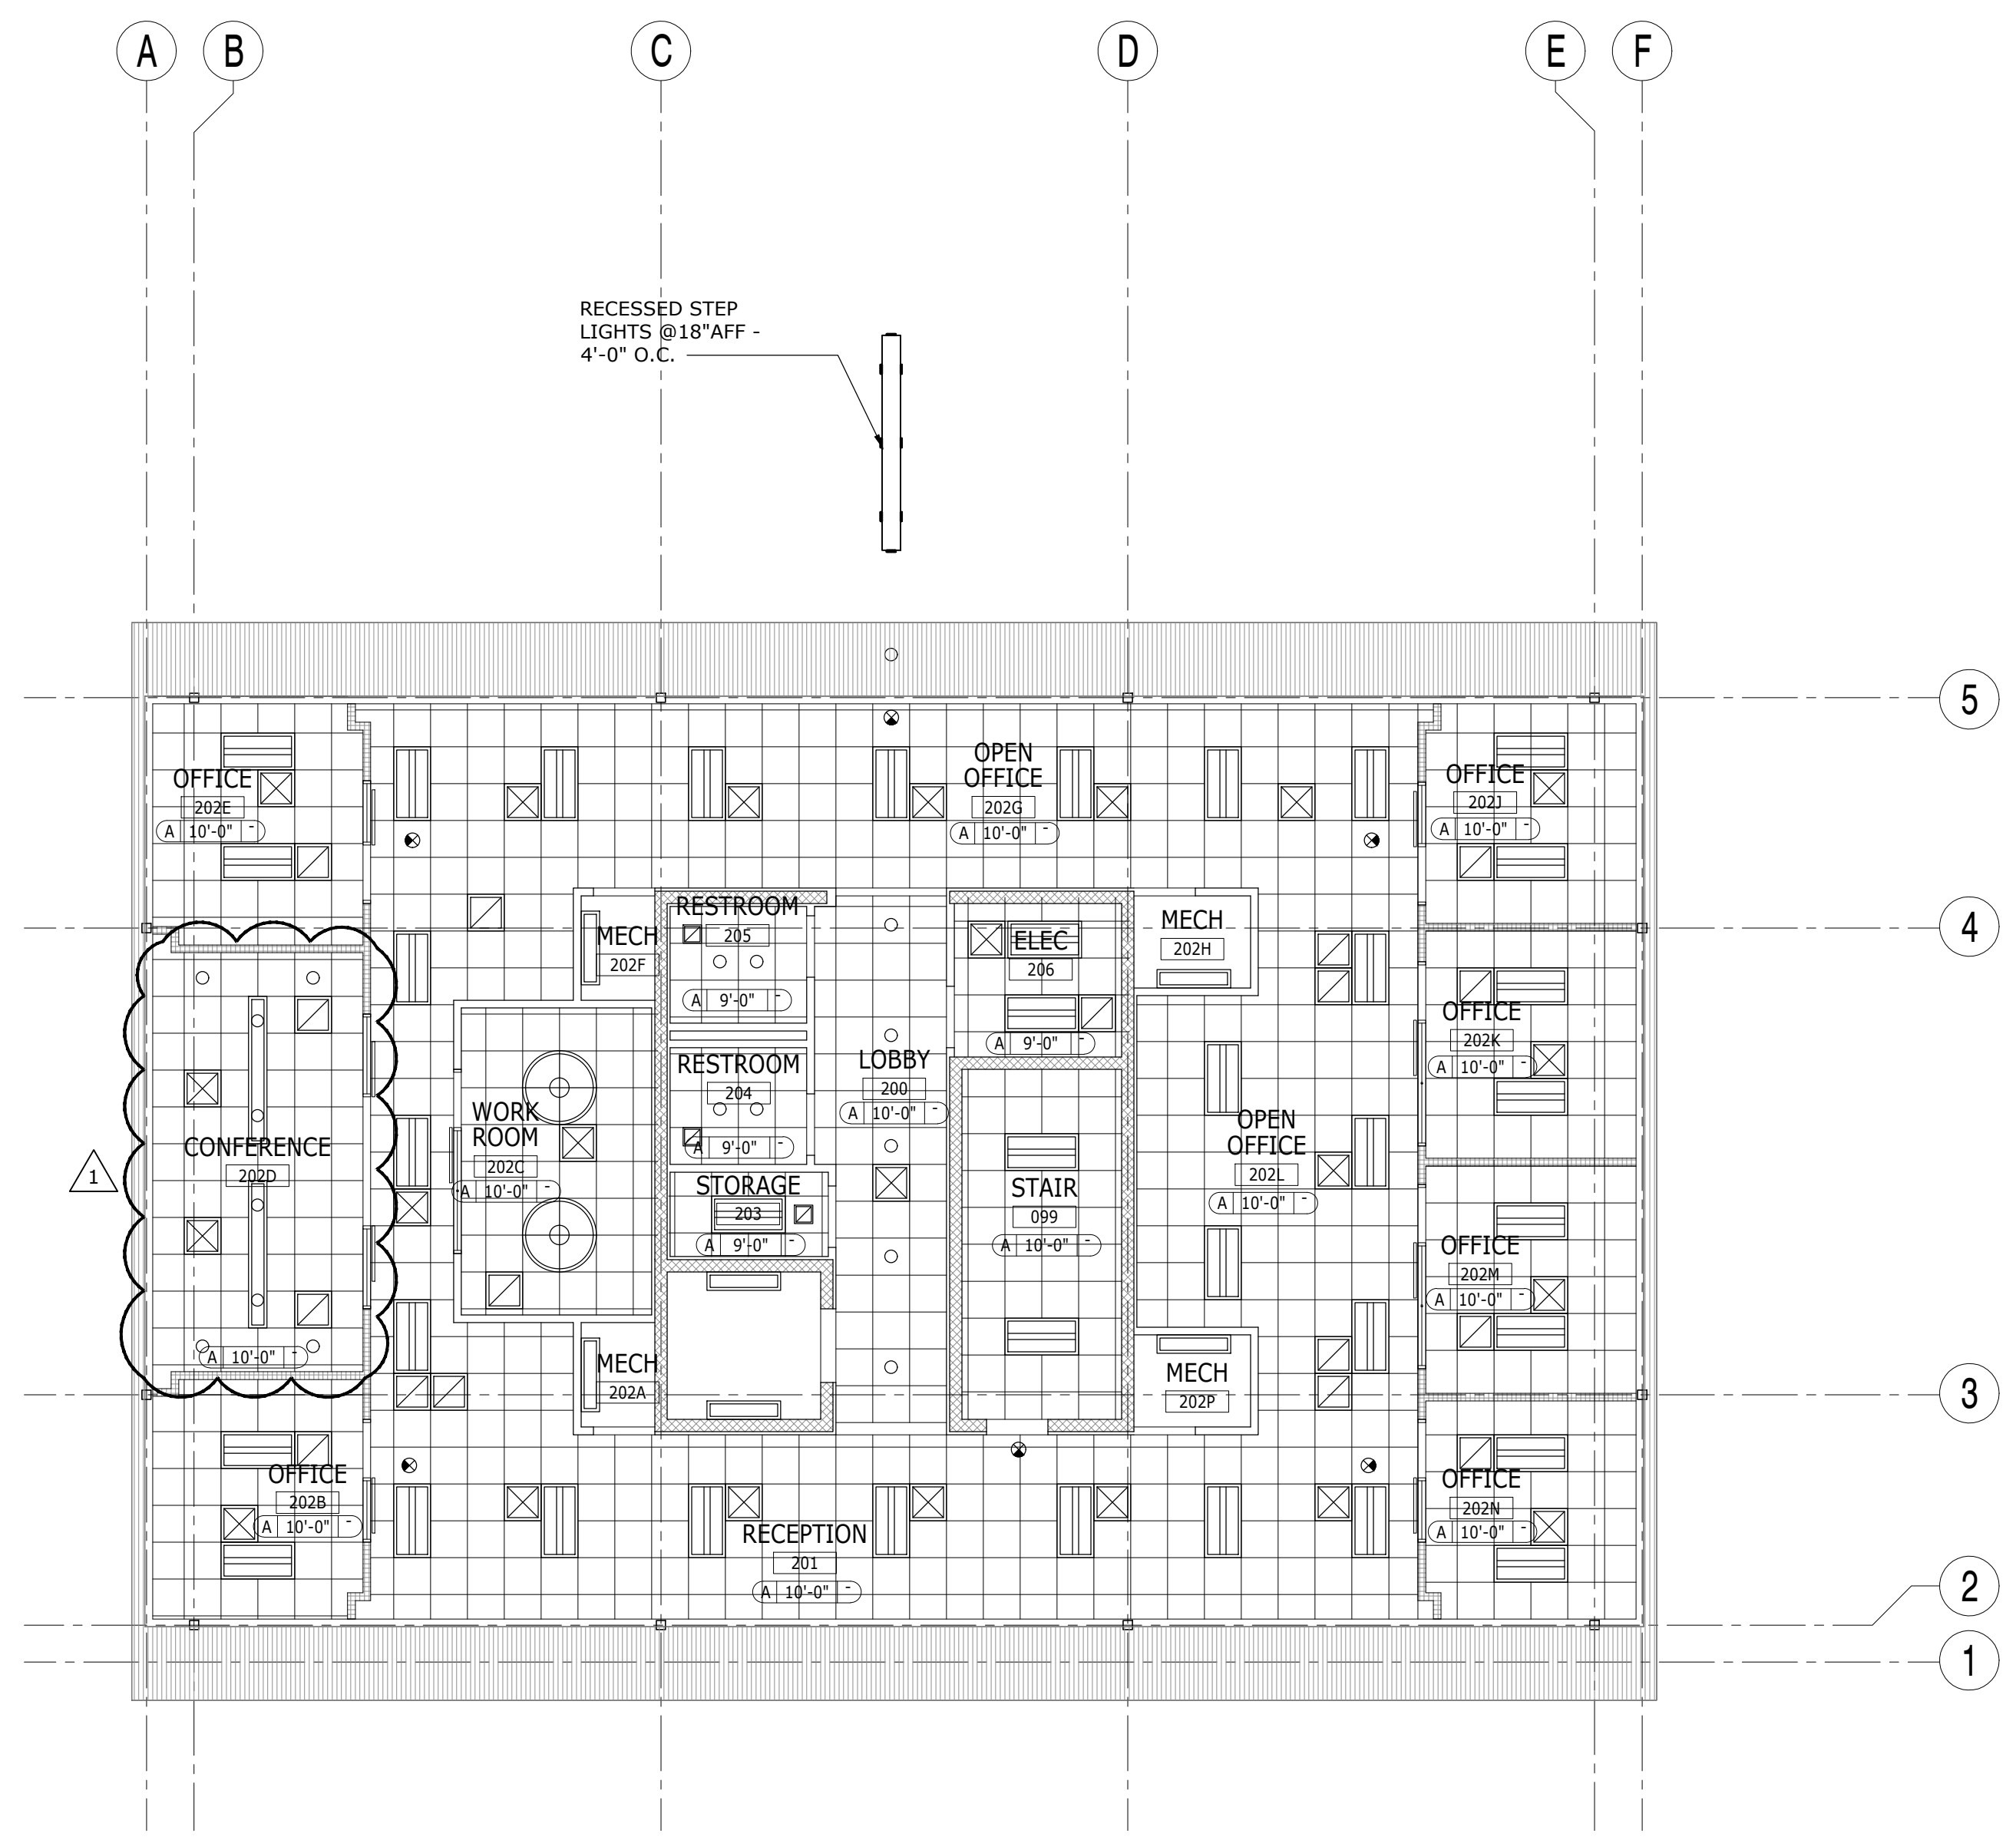 A B C D E F
RECESSED STEP
LIGHTS @18"AFF -
4'-0" O.C.
5
OPEN
OFFICE
202G
A 10'-0" -
OFFICE
202E
A 10'-0" -
OFFICE
202J
A 10'-0" -
4
MECH
202F
RESTROOM
205
A 9'-0" -
ELEC
206
A 9'-0" -
MECH
202H
OFFICE
202K
A 10'-0" -
RESTROOM
204
A 9'-0" -
LOBBY
200
A 10'-0" -
WORK
ROOM
202C
A 10'-0" -
OPEN
OFFICE
202L
A 10'-0" -
1
CONFERENCE
202D
A 10'-0" -
STORAGE
203
A 9'-0" -
STAIR
099
A 10'-0" -
OFFICE
202M
A 10'-0" -
MECH
202A
MECH
202P
3
OFFICE
202B
A 10'-0" -
OFFICE
202N
A 10'-0" -
RECEPTION
201
A 10'-0" -
2
1